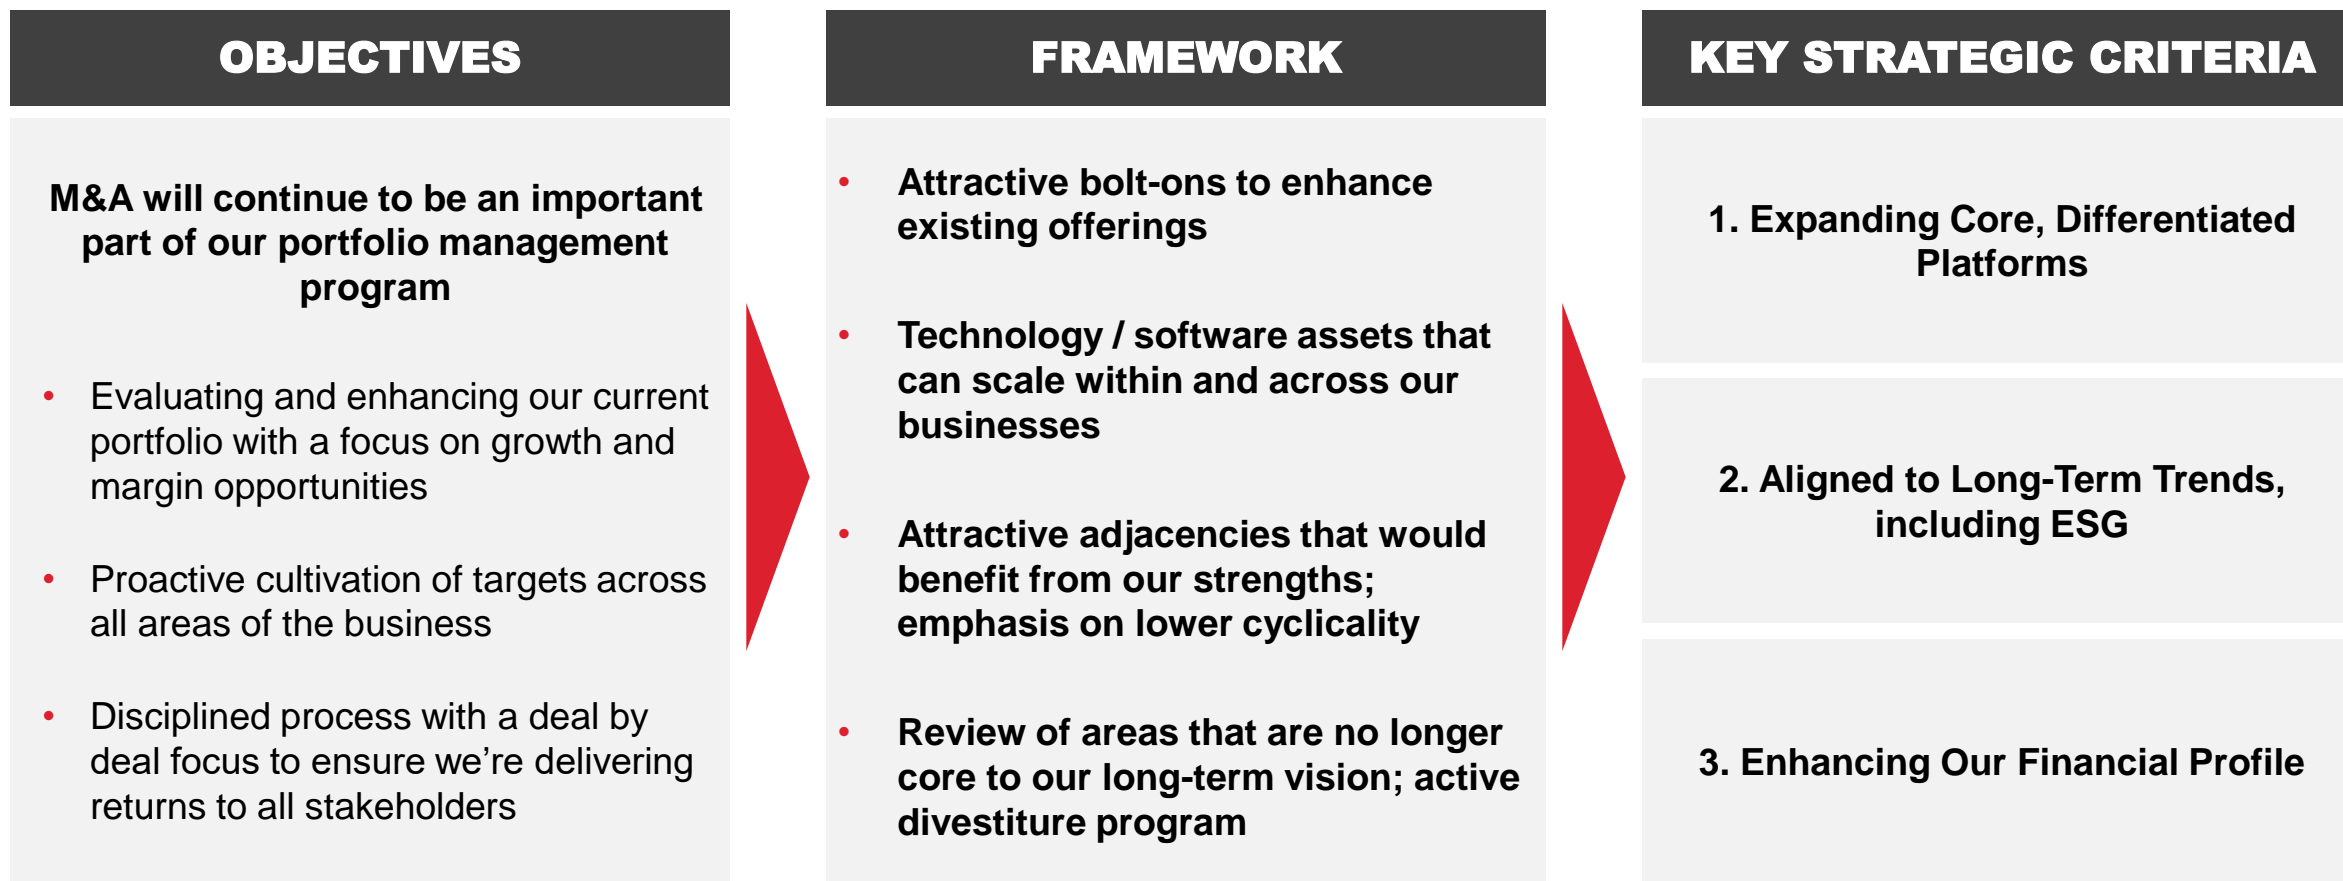 OBJECTIVES
M&A will continue to be an important
part of our portfolio management
program
• Evaluating and enhancing our current
portfolio with a focus on growth and
margin opportunities
• Proactive cultivation of targets across
all areas of the business
• Disciplined process with a deal by
deal focus to ensure we’re delivering
returns to all stakeholders
FRAMEWORK
• Attractive bolt-ons to enhance
existing offerings
• Technology / software assets that
can scale within and across our
businesses
• Attractive adjacencies that would
benefit from our strengths;
emphasis on lower cyclicality
• Review of areas that are no longer
core to our long-term vision; active
divestiture program
KEY STRATEGIC CRITERIA
1. Expanding Core, Differentiated
Platforms
2. Aligned to Long-Term Trends,
including ESG
3. Enhancing Our Financial Profile